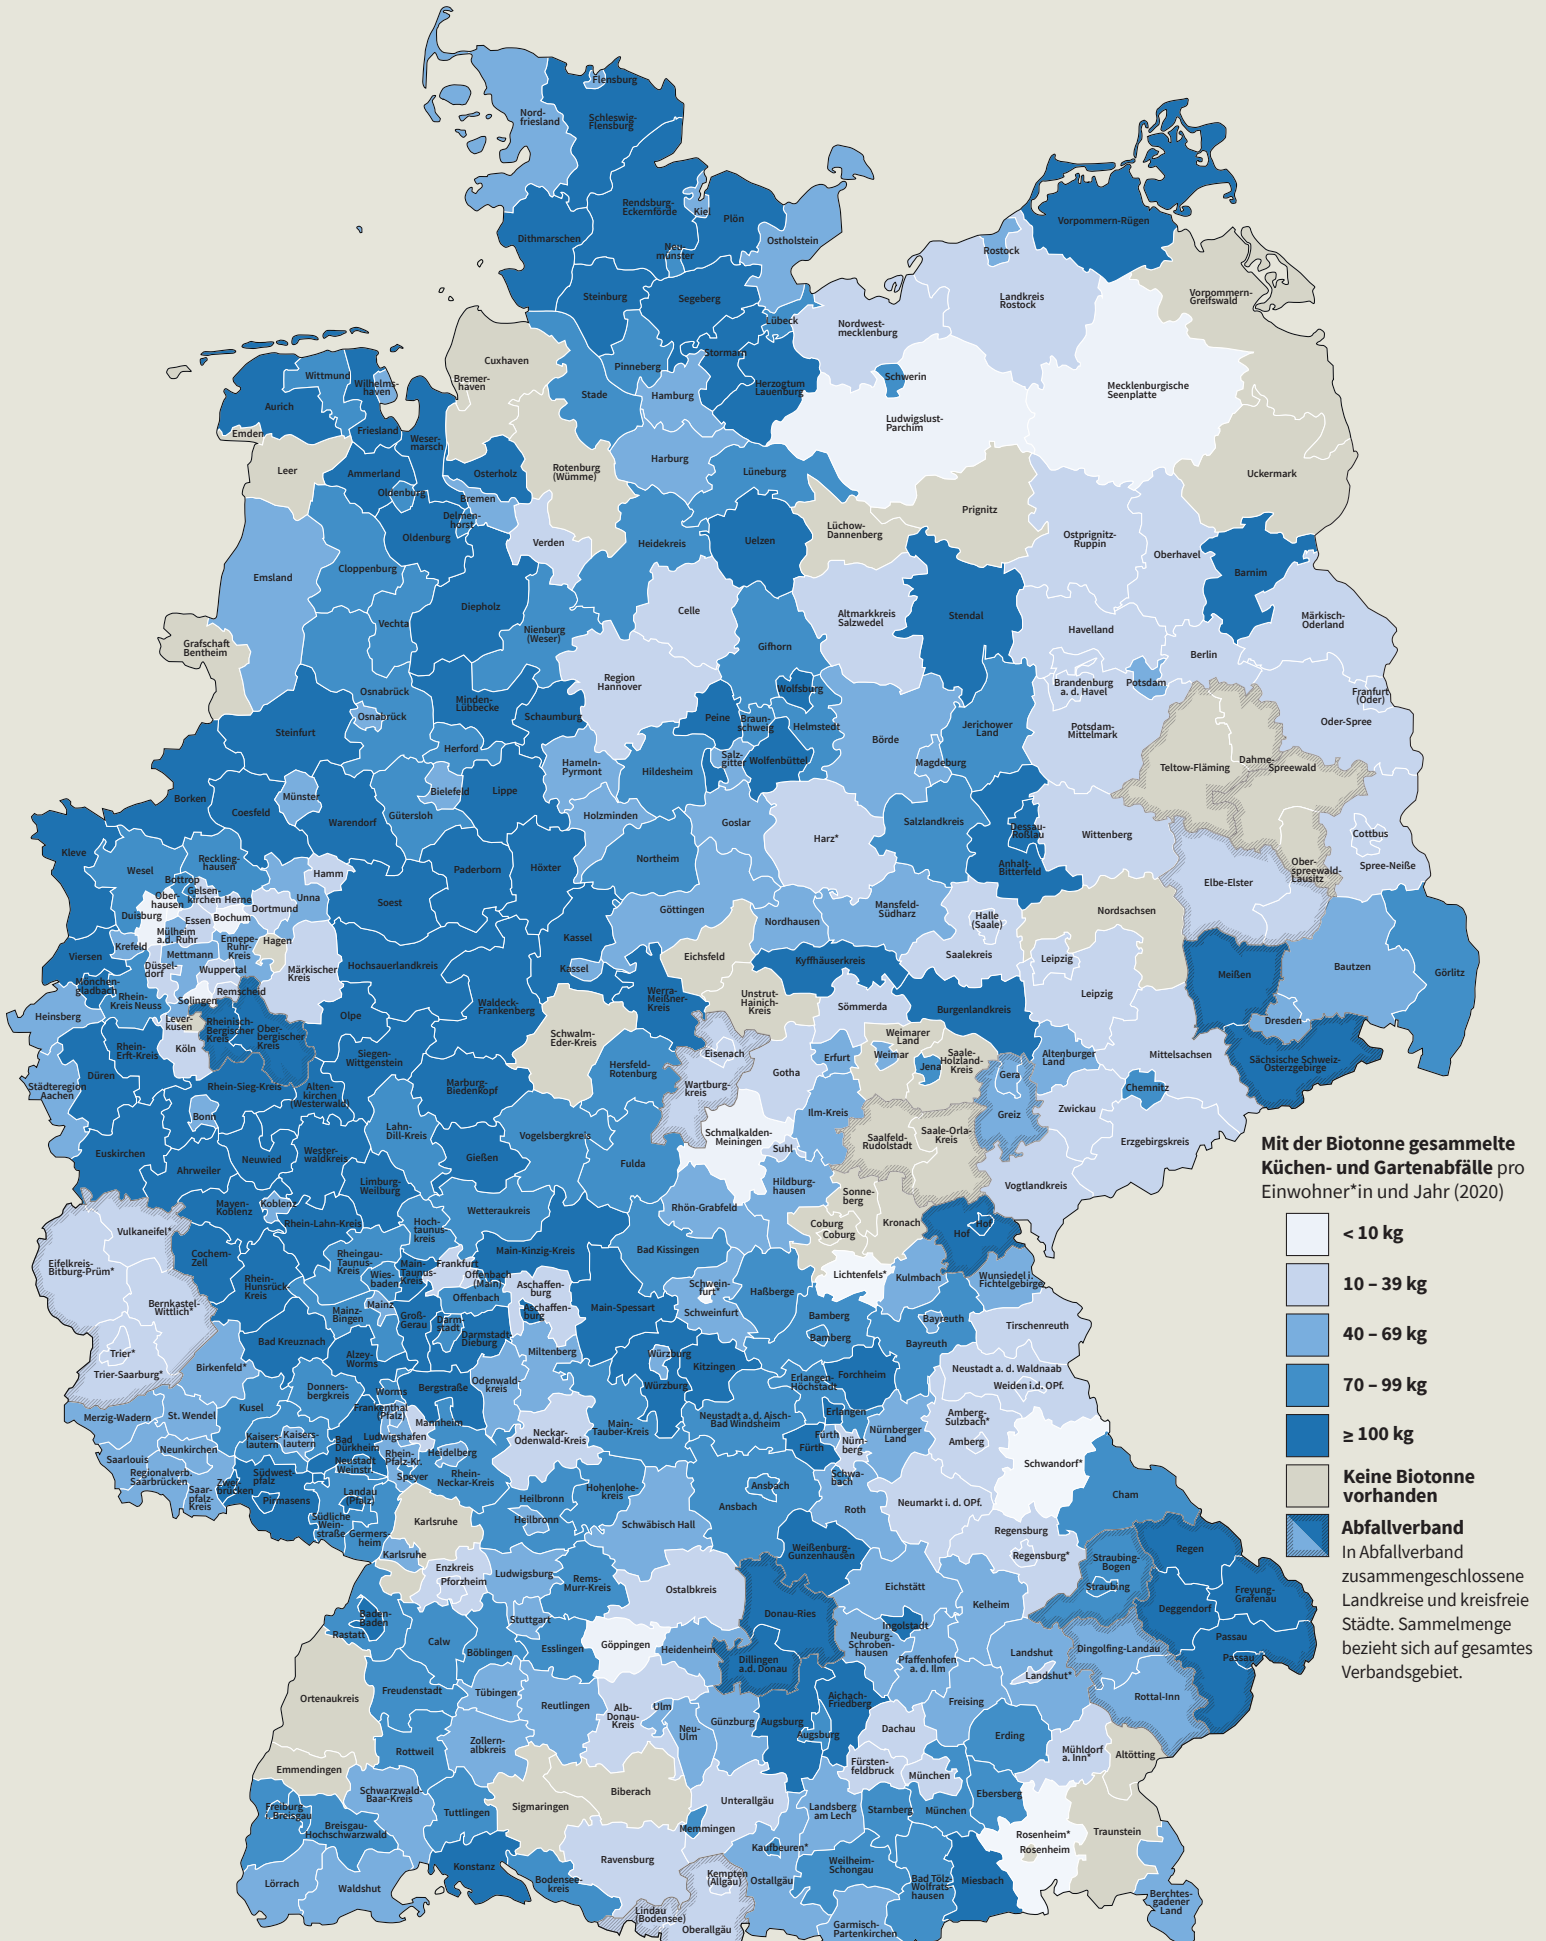 Flensburg
Nord-
friesland
Schleswig-
Flensburg
Rendsburg-
Eckernförde
Kiel
Plön
Dithmarschen
Neu-
münster
Ostholstein
Steinburg
Segeberg
Lübeck
Stormarn
Pinneberg
Herzogtum
Lauenburg
Hamburg
Vorpommern-Rügen
Rostock
Landkreis
Rostock
Vorpommern-
Greifswald
Nordwest-
mecklenburg
Schwerin
Mecklenburgische
Seenplatte
Ludwigslust-
Parchim
Cuxhaven
Bremer-
haven
Stade
Wittmund
Wilhelms-
haven
Aurich
Emden
Friesland
Weser-
marsch
Leer
Ammerland
Osterholz
Rotenburg
(Wümme)
Harburg
Lüneburg
Oldenburg
Bremen
Delmen-
horst
Oldenburg
Verden
Heidekreis
Uelzen
Lüchow-
Dannenberg
Prignitz
Uckermark
Ostprignitz-
Ruppin
Oberhavel
Barnim
Emsland
Cloppenburg
Diepholz
Celle
Altmarkkreis
Salzwedel
Stendal
Havelland
Märkisch-
Oderland
Vechta
Nienburg
(Weser)
Gifhorn
Berlin
Grafschaft
Bentheim
Region
Hannover
Wolfsburg
Brandenburg
a. d. Havel
Potsdam
Franfurt
(Oder)
Osnabrück
Osnabrück
Minden-
Lübbecke
Schaumburg
Peine
Braun-
schweig
Helmstedt
Börde
Jerichower
Land
Potsdam-
Mittelmark
Oder-Spree
Steinfurt
Herford
Hameln-
Pyrmont
Hildesheim
Salz-
gitter
Wolfenbüttel
Magdeburg
Teltow-Fläming
Dahme-
Spreewald
Borken
Coesfeld
Münster
Warendorf
Gütersloh
Bielefeld
Lippe
Holzminden
Goslar
Harz*
Salzlandkreis
Dessau-
Roßlau
Anhalt-
Bitterfeld
Wittenberg
Cottbus
Spree-Neiße
Ober-
spreewald-
Lausitz
Elbe-Elster
Kleve
Wesel
Reckling-
hausen
Bottrop
Ober-
hausen
Gelsen-
kirchen
Herne
Hamm
Unna
Dortmund
Duisburg
Essen
Bochum
Mülheim
a.d. Ruhr
Soest
Paderborn
Höxter
Northeim
Göttingen
Nordhausen
Mansfeld-
Südharz
Halle
(Saale)
Saalekreis
Nordsachsen
Leipzig
Leipzig
Viersen
Krefeld
Mettmann
Ennepe-
Ruhr-
Kreis
Hagen
Düssel-
dorf
Wuppertal
Märkischer
Kreis
Hochsauerlandkreis
Kassel
Kassel
Eichsfeld
Kyffhäuserkreis
Meißen
Bautzen
Görlitz
Mönchen-
gladbach
Rhein-
Kreis Neuss
Solingen
Remscheid
Waldeck-
Frankenberg
Werra-
Meißner-
Kreis
Unstrut-
Hainich-
Kreis
Sömmerda
Burgenlandkreis
Heinsberg
Lever-
kusen
Rheinisch-
Bergischer
Kreis
Ober-
bergischer
Kreis
Olpe
Schwalm-
Eder-Kreis
Dresden
Köln
Rhein-
Erft-Kreis
Siegen-
Wittgenstein
Hersfeld-
Rotenburg
Eisenach
Gotha
Erfurt
Weimarer
Land
Weimar
Jena
Saale-
Holzland-
Kreis
Gera
Altenburger
Land
Mittelsachsen
Sächsische Schweiz-
Osterzgebirge
Städteregion
Aachen
Düren
Rhein-Sieg-Kreis
Alten-
kirchen
(Westerwald)
Marburg-
Biedenkopf
Wartburg-
kreis
Chemnitz
Bonn
Lahn-
Dill-Kreis
Vogelsbergkreis
Schmalkalden-
Meiningen
Ilm-Kreis
Saalfeld-
Rudolstadt
Saale-Orla-
Kreis
Greiz
Zwickau
Erzgebirgskreis
Euskirchen
Ahrweiler
Neuwied
Wester-
waldkreis
Gießen
Fulda
Suhl
Limburg-
Weilburg
Hildburg-
hausen
Sonne-
berg
Vogtlandkreis
Mayen-
Koblenz
Koblenz
Rhein-Lahn-Kreis
Hoch-
taunus-
kreis
Wetteraukreis
Rhön-Grabfeld
Coburg
Coburg
Kronach
Hof
Hof
Vulkaneifel*
Eifelkreis-
Bitburg-Prüm*
Cochem-
Zell
Rhein-
Hunsrück-
Kreis
Rheingau-
Taunus-
Kreis
Wies-
baden
Main-
Taunus-
Kreis
Frankfurt
Offenbach
(Main)
Offenbach
Main-Kinzig-Kreis
Bad Kissingen
Lichtenfels*
Kulmbach
Wunsiedel i.
Fichtelgebirge
Bernkastel-
Wittlich*
Mainz-
Bingen
Mainz
Groß-
Gerau
Darm-
stadt
Darmstadt-
Dieburg
Aschaffen-
burg
Aschaffen-
burg
Main-Spessart
Schwein-
furt*
Schweinfurt
Haßberge
Bamberg
Bamberg
Bayreuth
Bayreuth
Tirschenreuth
Trier*
Trier-Saarburg*
Birkenfeld*
Bad Kreuznach
Alzey-
Worms
Miltenberg
Würzburg
Würzburg
Kitzingen
Erlangen-
Höchstadt
Forchheim
Neustadt a. d. Waldnaab
Weiden i.d. OPf.
Merzig-Wadern
St. Wendel
Kusel
Donners-
bergkreis
Worms
Frankenthal
(Pfalz)
Bergstraße
Odenwald-
kreis
Mannheim
Neckar-
Odenwald-Kreis
Main-
Tauber-Kreis
Neustadt a. d. Aisch-
Bad Windsheim
Erlangen
Fürth
Fürth
Nürn-
berg
Nürnberger
Land
Amberg-
Sulzbach*
Amberg
Schwandorf*
Saarlouis
Neunkirchen
Regionalverb.
Saarbrücken
Kaisers-
lautern
Kaisers-
lautern
Bad
Dürkheim
Ludwigshafen
Neustadt
Weinstr.
Rhein-
Pfalz-Kr.
Heidelberg
Speyer
Rhein-
Neckar-Kreis
Saar-
pfalz-
Kreis
Zwei-
brücken
Südwest-
pfalz
Pirmasens
Landau
(Pfalz)
Südliche
Wein-
straße
Germers-
heim
Karlsruhe
Karlsruhe
Heilbronn
Heilbronn
Hohenlohe-
kreis
Schwäbisch Hall
Ansbach
Ansbach
Schwa-
bach
Roth
Neumarkt i. d. OPf.
Cham
Regensburg
Regensburg*
Enzkreis
Pforzheim
Ludwigsburg
Rems-
Murr-Kreis
Ostalbkreis
Weißenburg-
Gunzenhausen
Eichstätt
Kelheim
Straubing-
Bogen
Straubing
Regen
Freyung-
Grafenau
Deggendorf
Passau
Passau
Baden-
Baden
Rastatt
Calw
Böblingen
Stuttgart
Esslingen
Göppingen
Heidenheim
Donau-Ries
Dillingen
a.d. Donau
Neuburg-
Schroben-
hausen
Ingolstadt
Pfaffenhofen
a. d. Ilm
Landshut
Landshut*
Dingolfing-Landau
Rottal-Inn
Ortenaukreis
Freudenstadt
Tübingen
Reutlingen
Alb-
Donau-
Kreis
Ulm
Neu-
Ulm
Günzburg
Augsburg
Augsburg
Aichach-
Friedberg
Dachau
Freising
Erding
Mühldorf
a. Inn*
Altötting
Rottweil
Zollern-
albkreis
Fürsten-
feldbruck
München
Ebersberg
Emmendingen
Schwarzwald-
Baar-Kreis
Tuttlingen
Sigmaringen
Biberach
Unterallgäu
Memmingen
Landsberg
am Lech
Starnberg
München
Rosenheim*
Rosenheim
Traunstein
Freiburg
i. Breisgau
Breisgau-
Hochschwarzwald
Konstanz
Bodensee-
kreis
Ravensburg
Kaufbeuren*
Kempten
(Allgäu)
Ostallgäu
Weilheim-
Schongau
Bad Tölz-
Wolfrats-
hausen
Miesbach
Berchtes-
gadener
Land
Lörrach
Waldshut
Lindau
(Bodensee)
Oberallgäu
Garmisch-
Partenkirchen
Mit der Biotonne gesammelte
Küchen- und Gartenabfälle pro
Einwohner*in und Jahr (2020)
< 10 kg
10 – 39 kg
40 – 69 kg
70 – 99 kg
≥ 100 kg
Keine Biotonne
vorhanden
Abfallverband
In Abfallverband
zusammengeschlossene
Landkreise und kreisfreie
Städte. Sammelmenge
bezieht sich auf gesamtes
Verbandsgebiet.